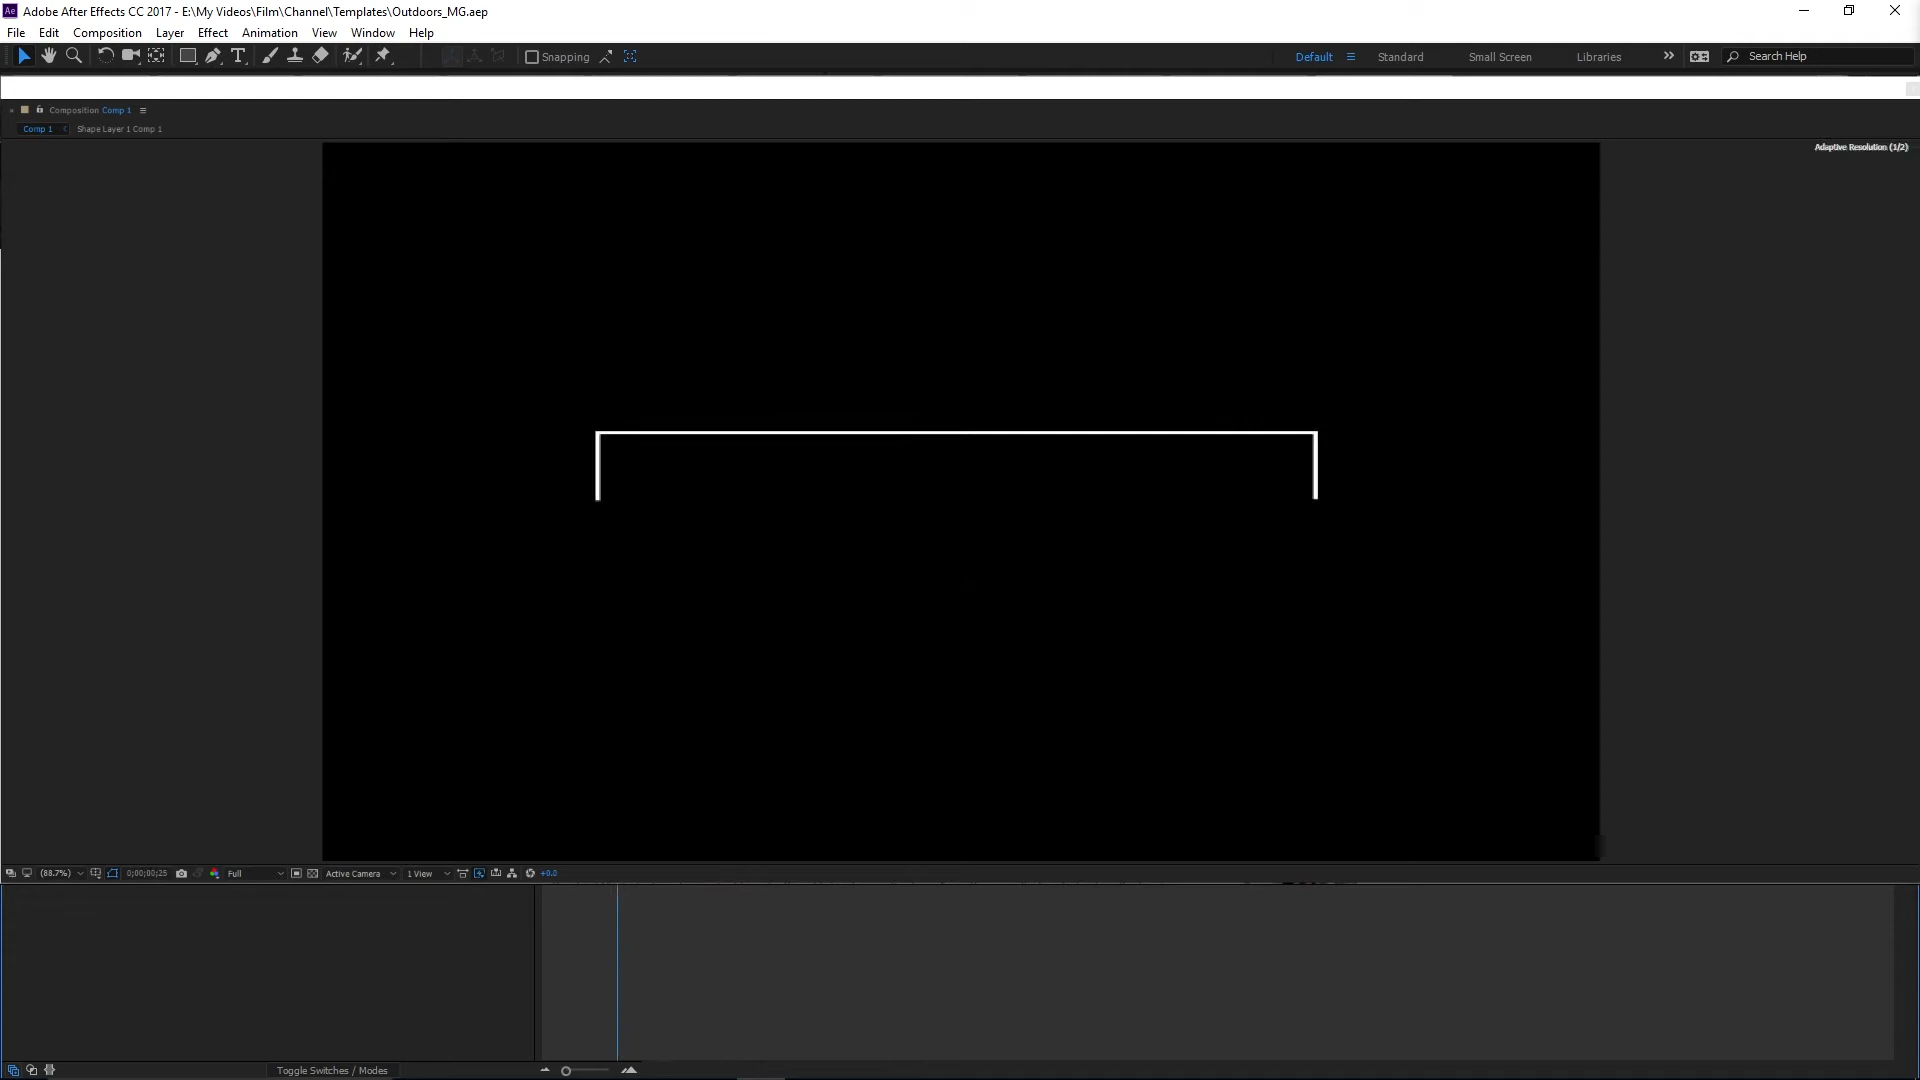 Ae Adobe After Effects CC 2017 - E:\My Videos\Film\Channel\Templates\Outdoors_MG.aep
File Edit Composition Layer Effect Animation View Window Help
T Snapping Default Standard Small Screen Libraries Search Help
Composition Comp 1
Comp 1 Shape Layer 1 Comp 1
Adaptive Resolution (1/2)
(88.7%) 0;00;00;25 Full Active Camera 1 View +0.0
Toggle Switches / Modes